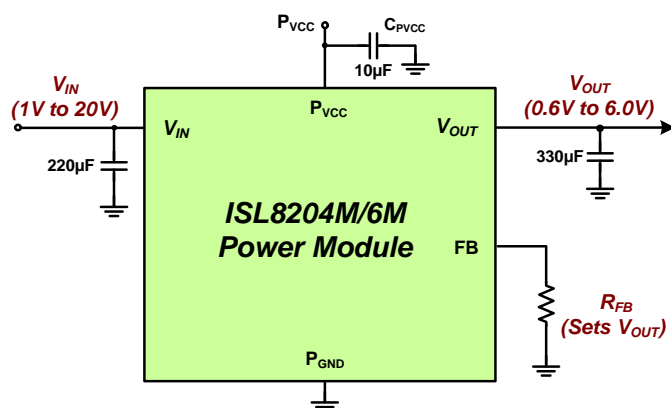 PVCC
CPVCC
10µF
VIN
(1V to 20V)
VOUT
(0.6V to 6.0V)
PVCC
VIN
VOUT
220µF
330µF
ISL8204M/6M
Power Module
FB
RFB
(Sets VOUT)
PGND